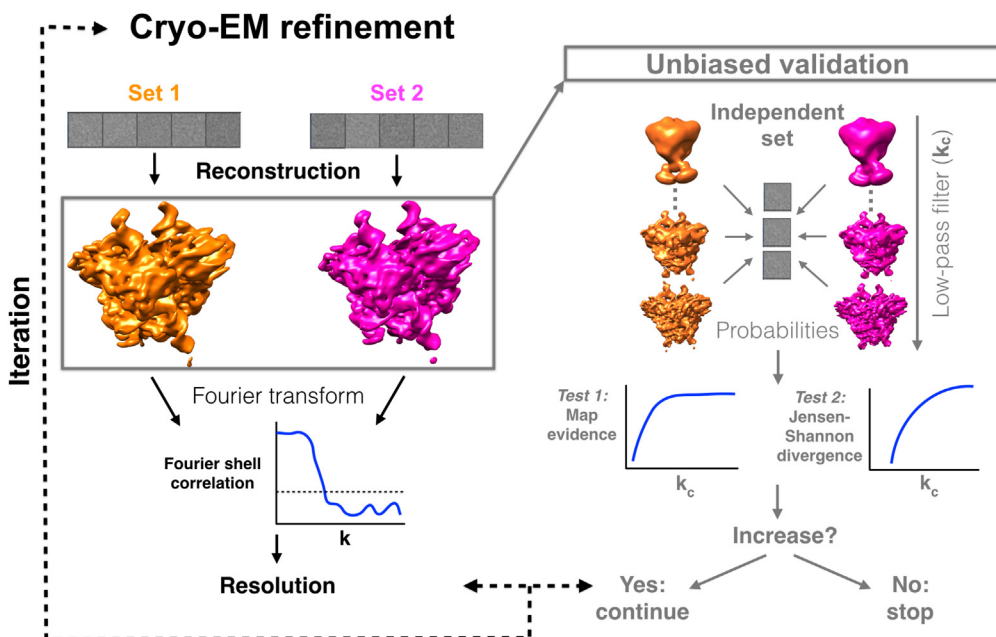 Cryo-EM refinement
Set 1
Set 2
Reconstruction
Iteration
Fourier transform
Fourier shell
correlation
k
Resolution
Unbiased validation
Independent
set
Low-pass filter (kc)
Probabilities
Test 1:
Map
evidence
kc
Test 2:
Jensen-
Shannon
divergence
kc
Increase?
Yes:
continue
No:
stop